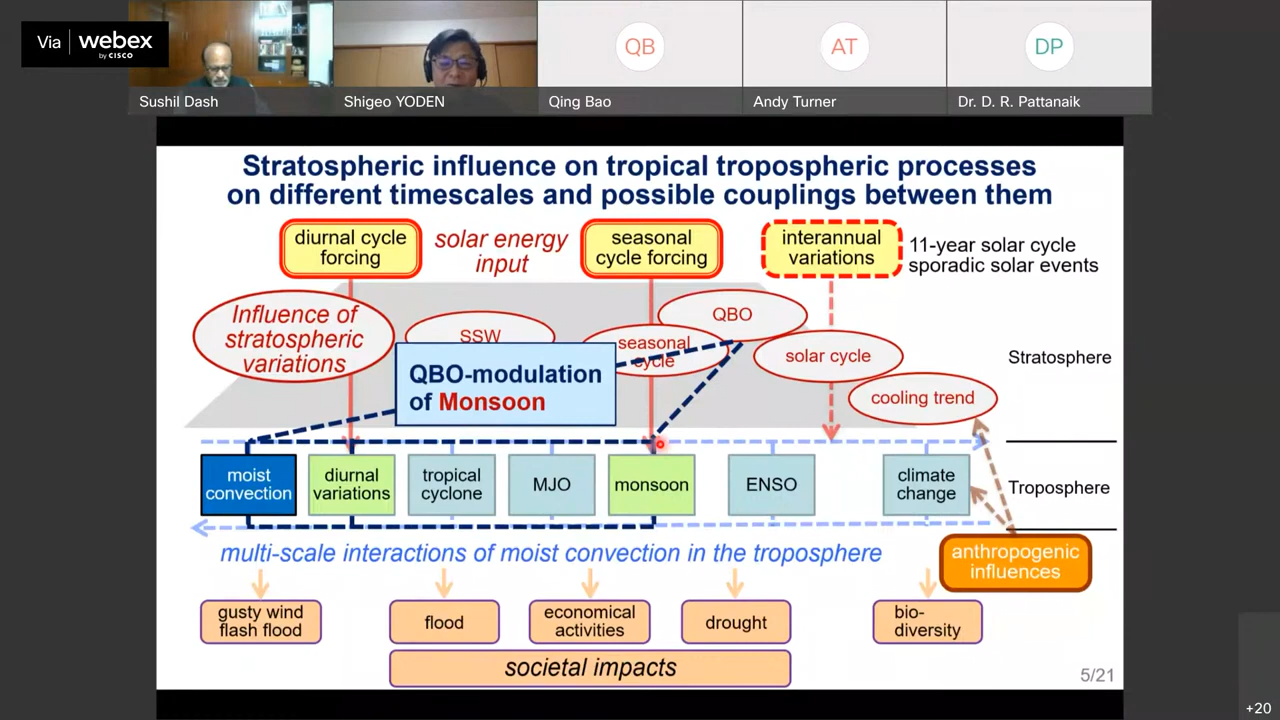 Via webex
by CISCO
Sushil Dash
Shigeo YODEN
QB
Qing Bao
AT
Andy Turner
DP
Dr. D. R. Pattanaik
Stratospheric influence on tropical tropospheric processes
on different timescales and possible couplings between them
diurnal cycle
forcing
solar energy
input
seasonal
cycle forcing
interannual
variations
11-year solar cycle
sporadic solar events
Influence of
stratospheric
variations
SSW
seasonal
cycle
QBO
solar cycle
cooling trend
Stratosphere
QBO-modulation
of Monsoon
moist
convection
diurnal
variations
tropical
cyclone
MJO
monsoon
ENSO
climate
change
Troposphere
multi-scale interactions of moist convection in the troposphere
anthropogenic
influences
gusty wind
flash flood
flood
economical
activities
drought
bio-
diversity
societal impacts
5/21
+20